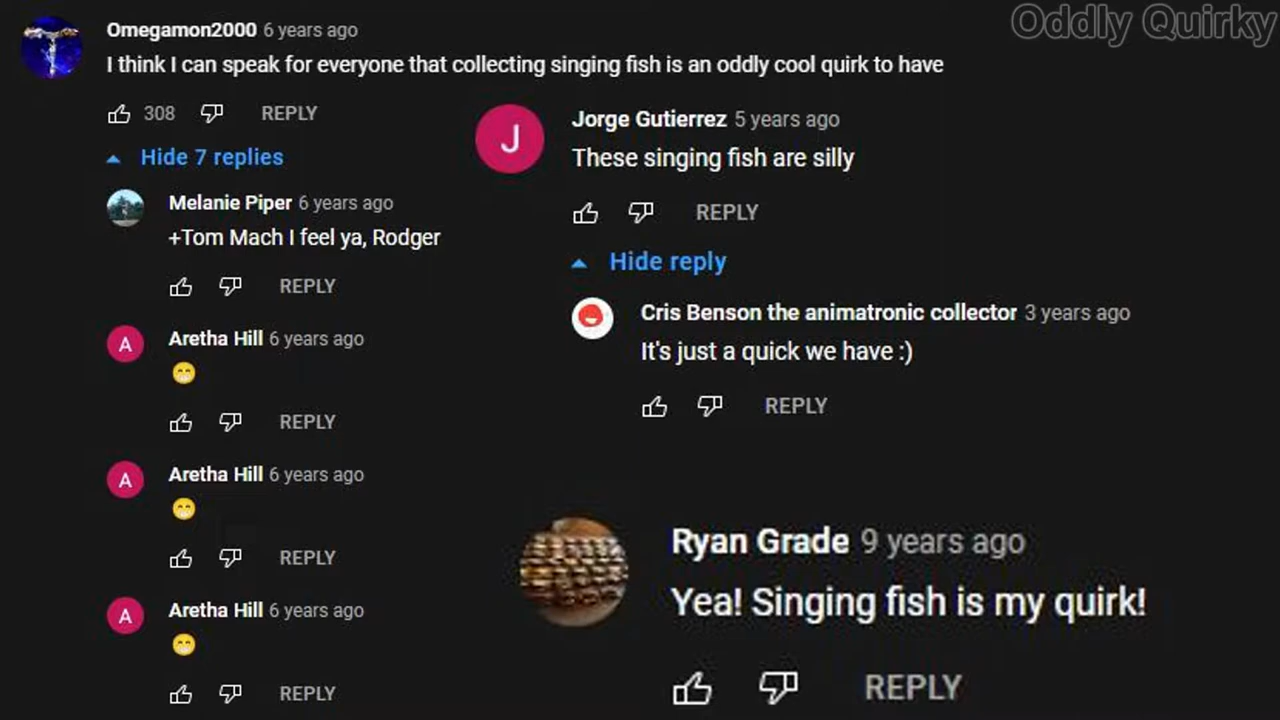 Oddly Quirky
Omegamon2000 6 years ago
I think I can speak for everyone that collecting singing fish is an oddly cool quirk to have
308 REPLY
Hide 7 replies
Melanie Piper 6 years ago
+Tom Mach I feel ya, Rodger
REPLY
A
Aretha Hill 6 years ago
REPLY
A
Aretha Hill 6 years ago
REPLY
A
Aretha Hill 6 years ago
REPLY
J
Jorge Gutierrez 5 years ago
These singing fish are silly
REPLY
Hide reply
Cris Benson the animatronic collector 3 years ago
It's just a quick we have :)
REPLY
Ryan Grade 9 years ago
Yea! Singing fish is my quirk!
REPLY